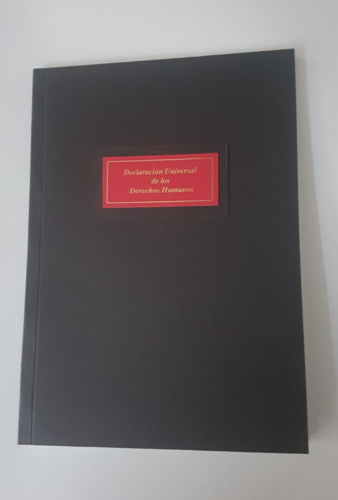 Declaración Universal
de los
Derechos Humanos